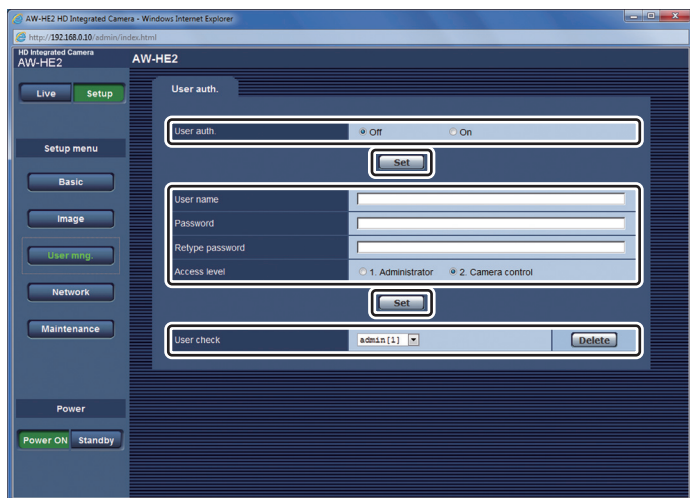 AW-HE2 HD Integrated Camera - Windows Internet Explorer
http://192.168.0.10/admin/index.html
HD Integrated Camera
AW-HE2
AW-HE2
Live Setup
User auth.
User auth. Off On
Set
Setup menu
Basic
Image
User mng.
Network
Maintenance
User name
Password
Retype password
Access level 1. Administrator 2. Camera control
Set
User check admin[1] Delete
Power
Power ON Standby